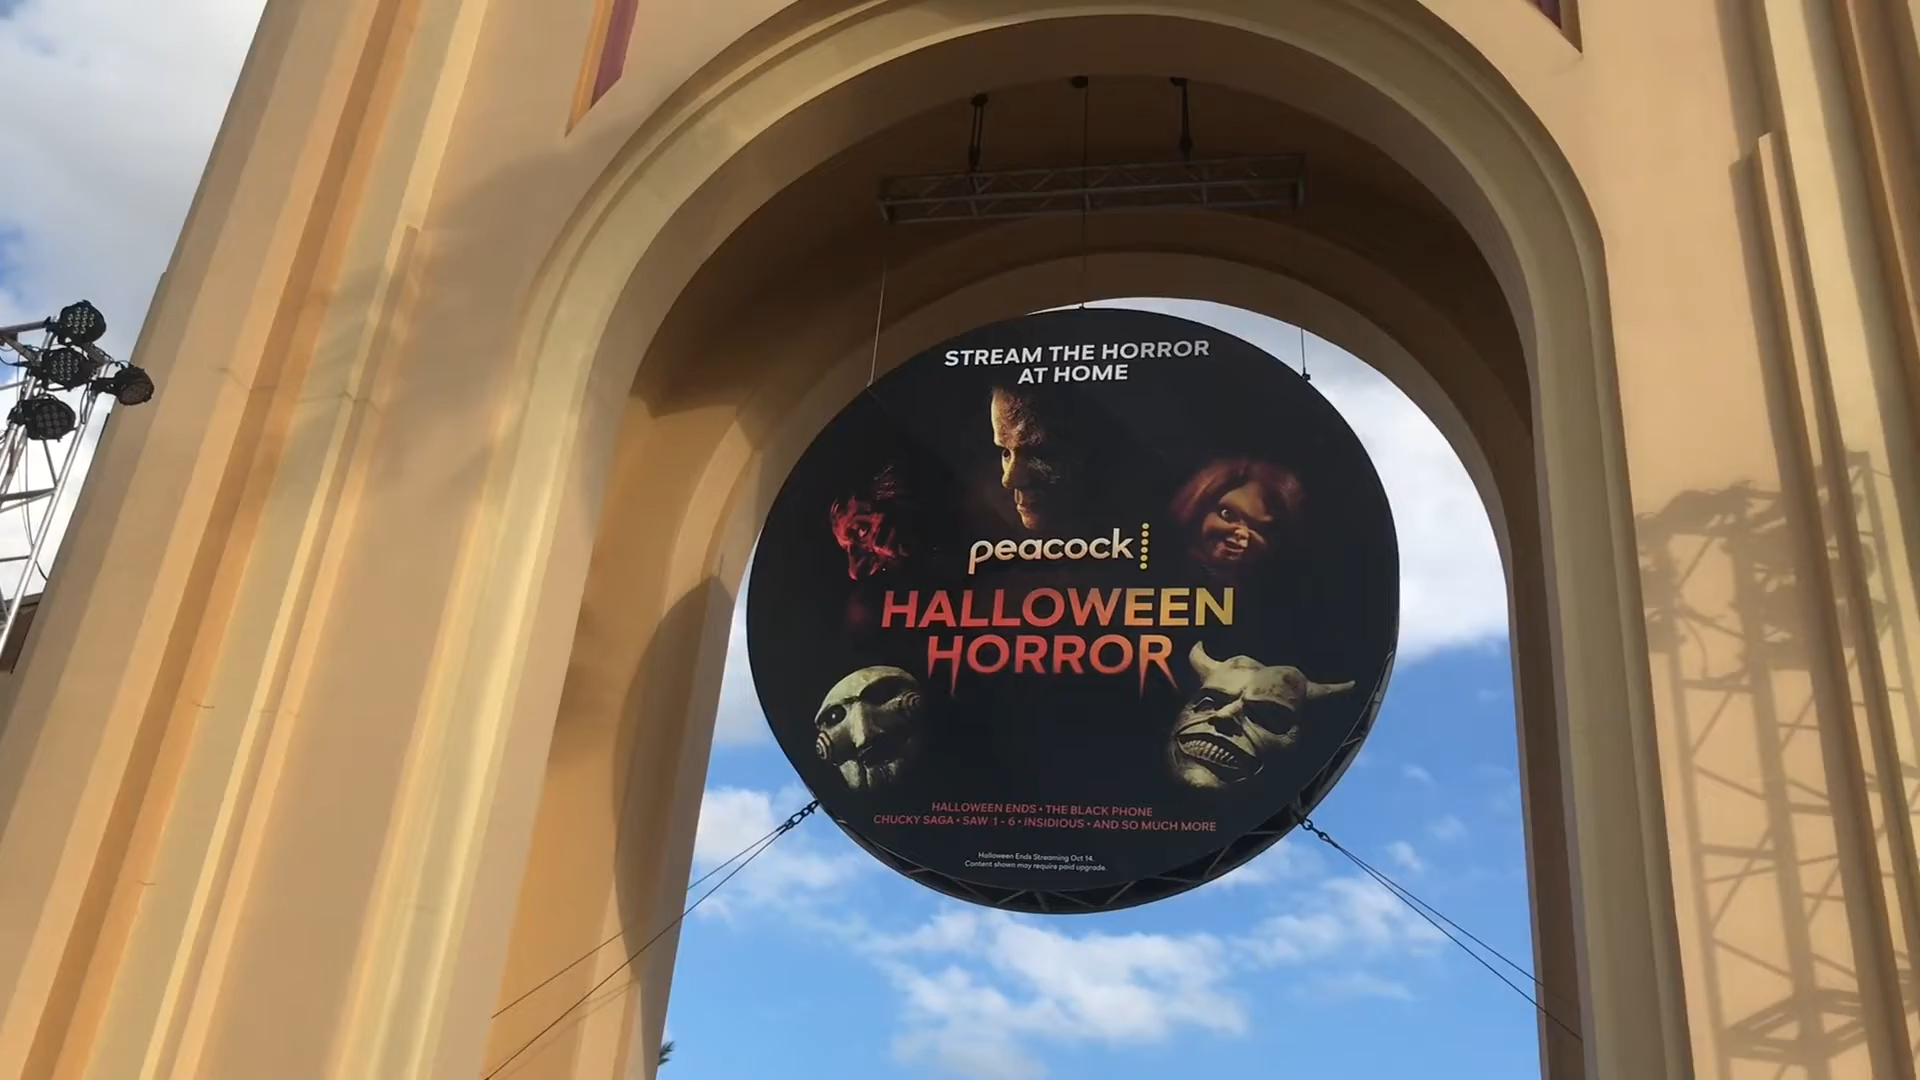 STREAM THE HORROR
AT HOME
peacock
HALLOWEEN
HORROR
HALLOWEEN ENDS • THE BLACK PHONE
CHUCKY SAGA • SAW 1 - 6 • INSIDIOUS • AND SO MUCH MORE
Halloween Ends Streaming Oct 14.
Content shown may require paid upgrade.